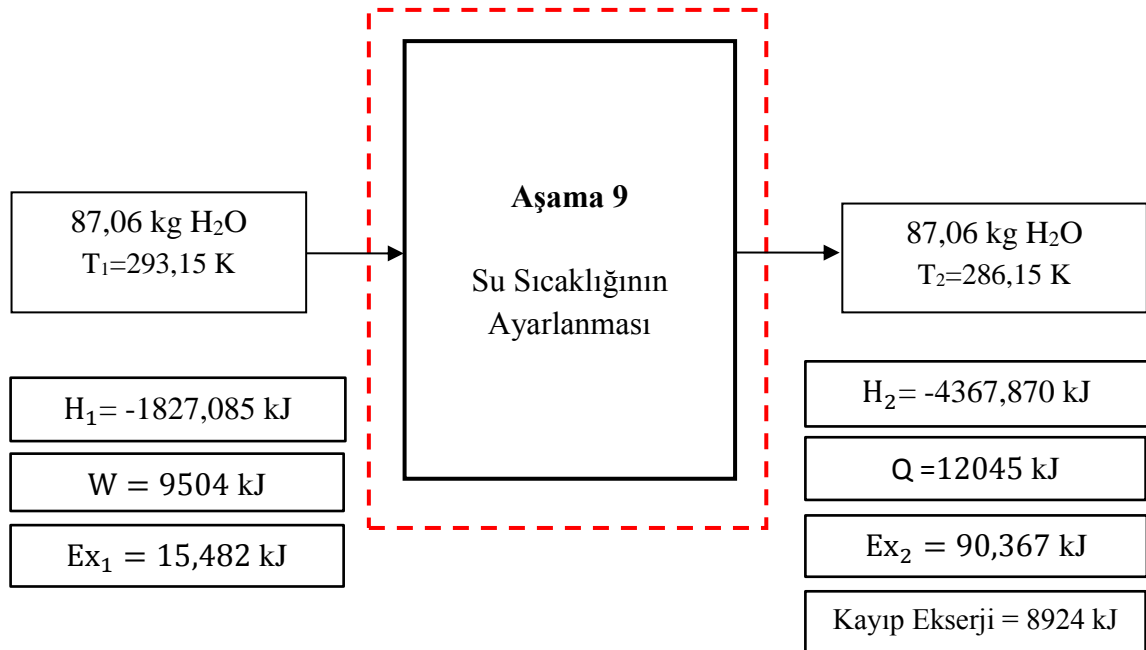 87,06 kg H₂O
T₁=293,15 K
H₁= -1827,085 kJ
W = 9504 kJ
Ex₁ = 15,482 kJ
Aşama 9
Su Sıcaklığının
Ayarlanması
87,06 kg H₂O
T₂=286,15 K
H₂= -4367,870 kJ
Q =12045 kJ
Ex₂ = 90,367 kJ
Kayıp Ekserji = 8924 kJ